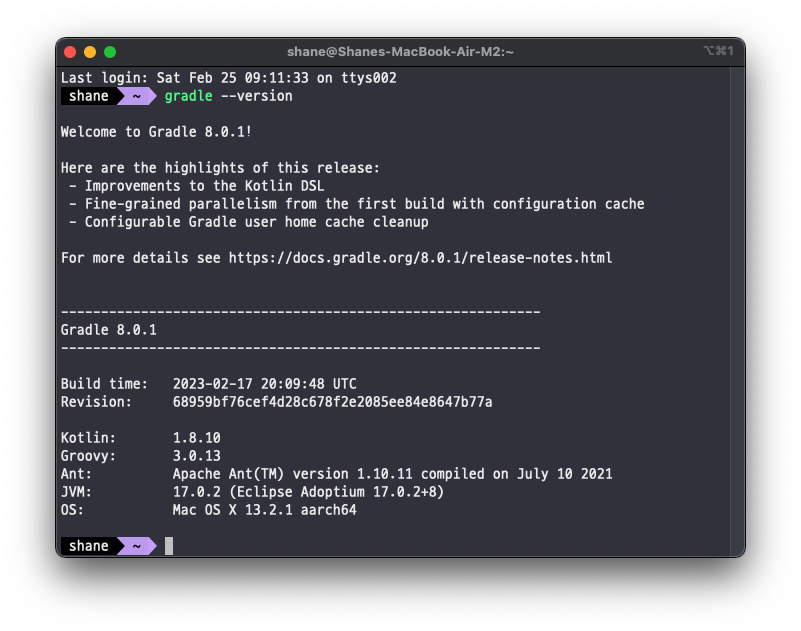 shane@Shanes-MacBook-Air-M2:~
⌥⌘1
Last login: Sat Feb 25 09:11:33 on ttys002
shane ~ gradle --version
Welcome to Gradle 8.0.1!
Here are the highlights of this release:
- Improvements to the Kotlin DSL
- Fine-grained parallelism from the first build with configuration cache
- Configurable Gradle user home cache cleanup
For more details see https://docs.gradle.org/8.0.1/release-notes.html
------------------------------------------------------------
Gradle 8.0.1
------------------------------------------------------------
Build time:   2023-02-17 20:09:48 UTC
Revision:     68959bf76cef4d28c678f2e2085ee84e8647b77a
Kotlin:       1.8.10
Groovy:       3.0.13
Ant:          Apache Ant(TM) version 1.10.11 compiled on July 10 2021
JVM:          17.0.2 (Eclipse Adoptium 17.0.2+8)
OS:           Mac OS X 13.2.1 aarch64
shane ~